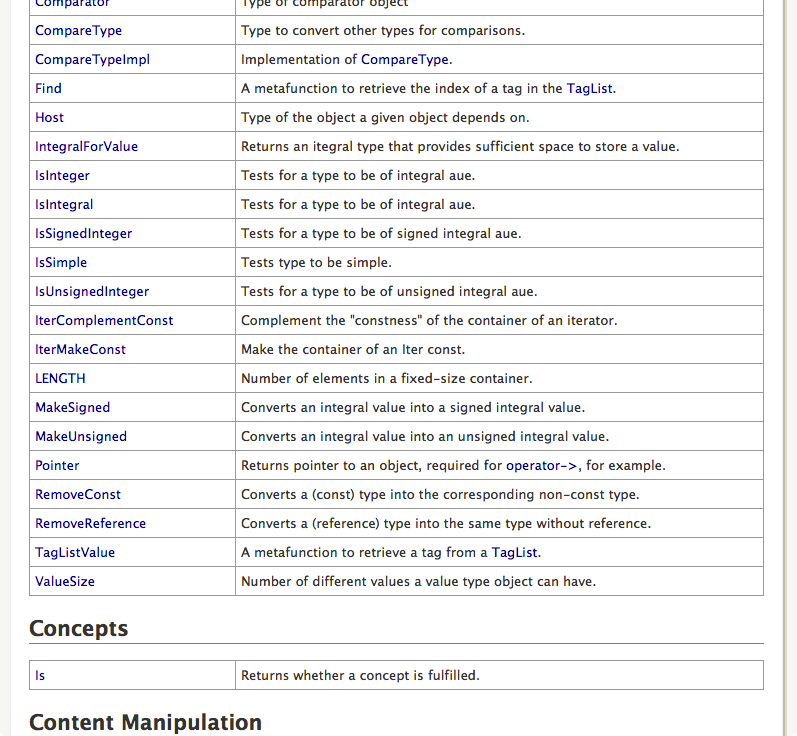 Comparator Type of comparator object
CompareType Type to convert other types for comparisons.
CompareTypeImpl Implementation of CompareType.
Find A metafunction to retrieve the index of a tag in the TagList.
Host Type of the object a given object depends on.
IntegralForValue Returns an itegral type that provides sufficient space to store a value.
IsInteger Tests for a type to be of integral aue.
IsIntegral Tests for a type to be of integral aue.
IsSignedInteger Tests for a type to be of signed integral aue.
IsSimple Tests type to be simple.
IsUnsignedInteger Tests for a type to be of unsigned integral aue.
IterComplementConst Complement the "constness" of the container of an iterator.
IterMakeConst Make the container of an Iter const.
LENGTH Number of elements in a fixed-size container.
MakeSigned Converts an integral value into a signed integral value.
MakeUnsigned Converts an integral value into an unsigned integral value.
Pointer Returns pointer to an object, required for operator->, for example.
RemoveConst Converts a (const) type into the corresponding non-const type.
RemoveReference Converts a (reference) type into the same type without reference.
TagListValue A metafunction to retrieve a tag from a TagList.
ValueSize Number of different values a value type object can have.
Concepts
Is Returns whether a concept is fulfilled.
Content Manipulation